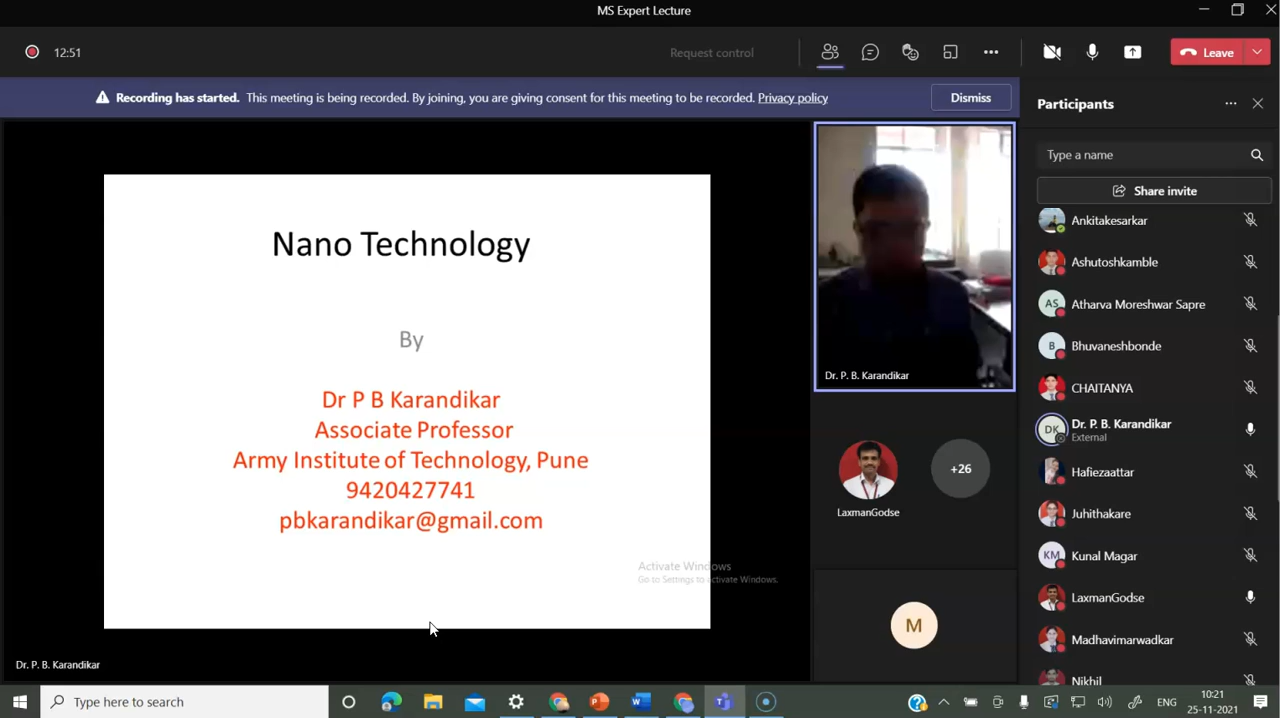 MS Expert Lecture
12:51
Request control
Leave
Recording has started. This meeting is being recorded. By joining, you are giving consent for this meeting to be recorded. Privacy policy
Dismiss
Nano Technology
By
Dr P B Karandikar
Associate Professor
Army Institute of Technology, Pune
9420427741
pbkarandikar@gmail.com
Activate Windows
Go to Settings to activate Windows.
Dr. P. B. Karandikar
Dr. P. B. Karandikar
LaxmanGodse
+26
M
Participants
Type a name
Share invite
Ankitakesarkar
Ashutoshkamble
AS
Atharva Moreshwar Sapre
B
Bhuvaneshbonde
CHAITANYA
DK
Dr. P. B. Karandikar
External
Hafiezaattar
Juhithakare
KM
Kunal Magar
LaxmanGodse
Madhavimarwadkar
Nikhil
Type here to search
ENG
10:21
25-11-2021